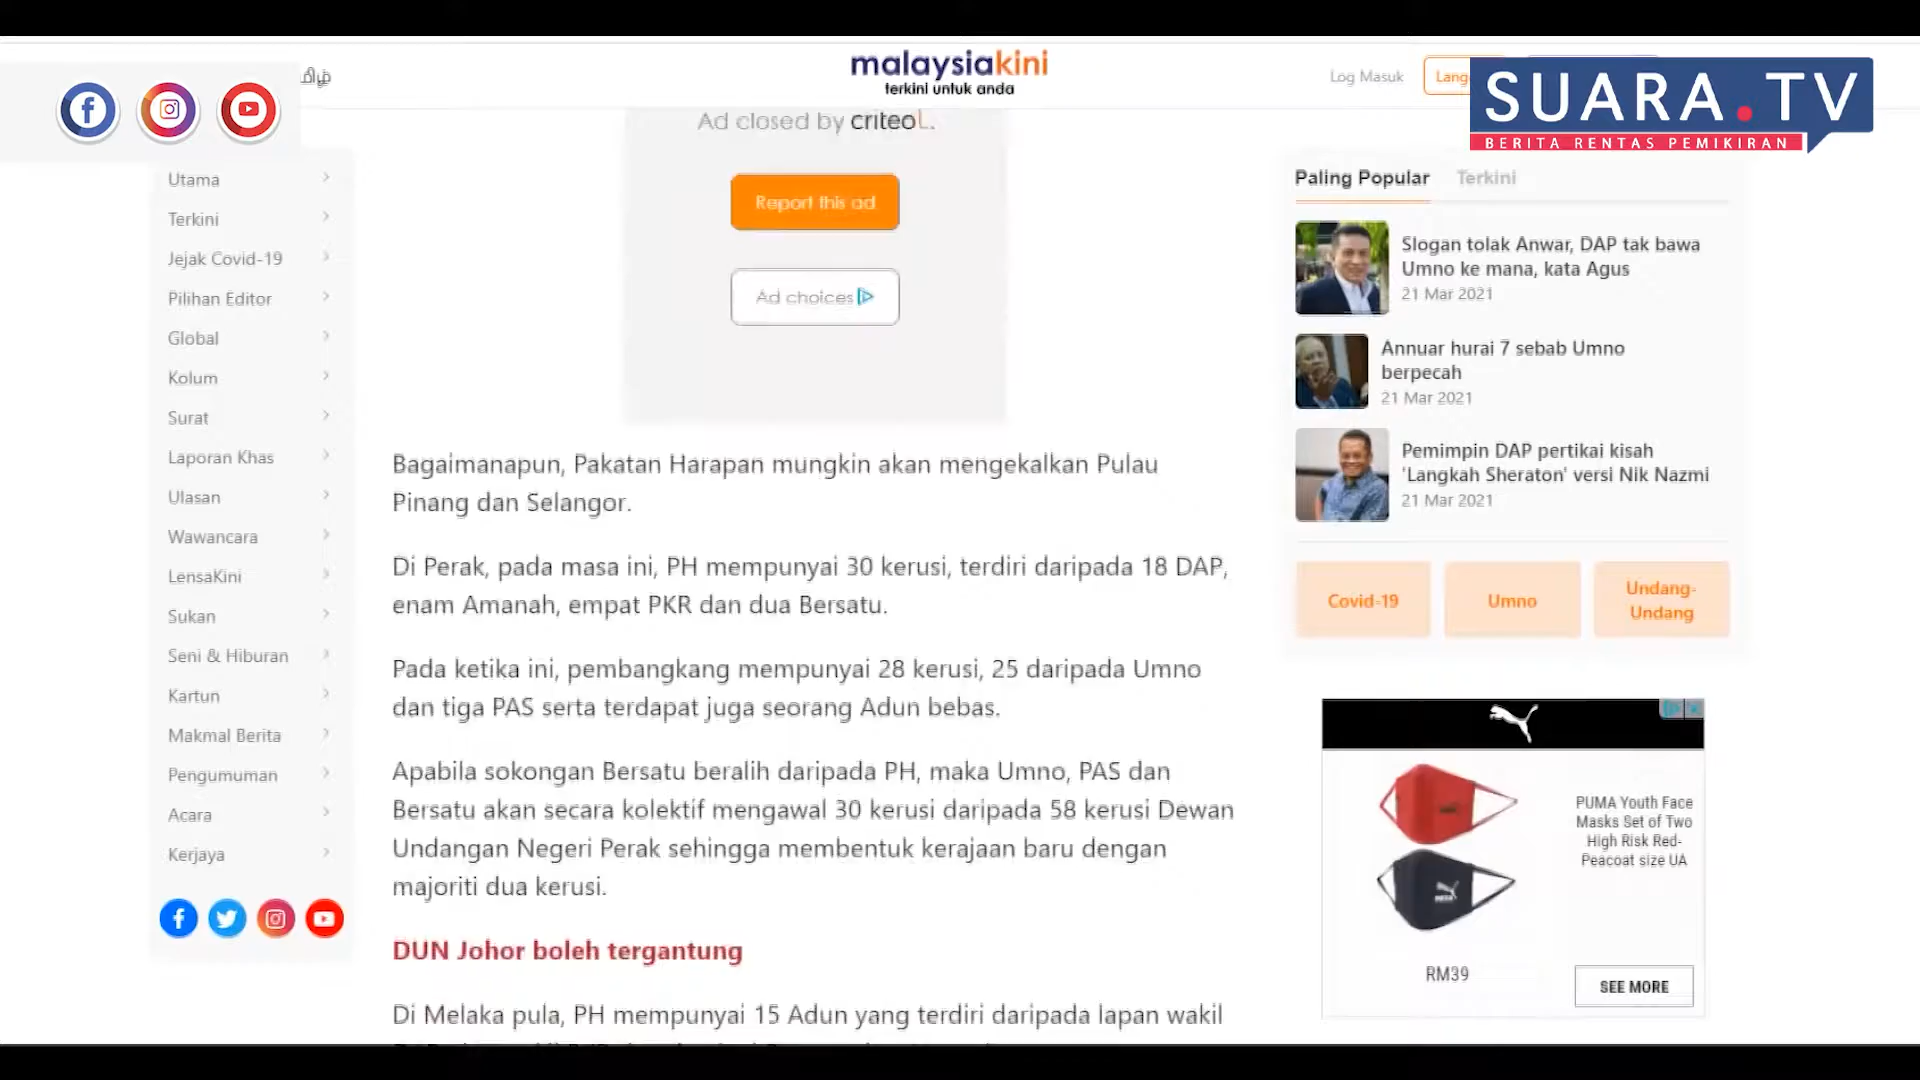 தமிழ்
malaysiakini
terkini untuk anda
Log Masuk
SUARA.TV
BERITA RENTAS PEMIKIRAN
Utama
Terkini
Jejak Covid-19
Pilihan Editor
Global
Kolum
Surat
Laporan Khas
Ulasan
Wawancara
LensaKini
Sukan
Seni & Hiburan
Kartun
Makmal Berita
Pengumuman
Acara
Kerjaya
Ad closed by criteo
Report this ad
Ad choices
Bagaimanapun, Pakatan Harapan mungkin akan mengekalkan Pulau
Pinang dan Selangor.
Di Perak, pada masa ini, PH mempunyai 30 kerusi, terdiri daripada 18 DAP,
enam Amanah, empat PKR dan dua Bersatu.
Pada ketika ini, pembangkang mempunyai 28 kerusi, 25 daripada Umno
dan tiga PAS serta terdapat juga seorang Adun bebas.
Apabila sokongan Bersatu beralih daripada PH, maka Umno, PAS dan
Bersatu akan secara kolektif mengawal 30 kerusi daripada 58 kerusi Dewan
Undangan Negeri Perak sehingga membentuk kerajaan baru dengan
majoriti dua kerusi.
DUN Johor boleh tergantung
Di Melaka pula, PH mempunyai 15 Adun yang terdiri daripada lapan wakil
Paling Popular Terkini
Slogan tolak Anwar, DAP tak bawa
Umno ke mana, kata Agus
21 Mar 2021
Annuar hurai 7 sebab Umno
berpecah
21 Mar 2021
Pemimpin DAP pertikai kisah
'Langkah Sheraton' versi Nik Nazmi
21 Mar 2021
Covid-19
Umno
Undang-
Undang
PUMA Youth Face
Masks Set of Two
High Risk Red-
Peacoat size UA
RM39
SEE MORE